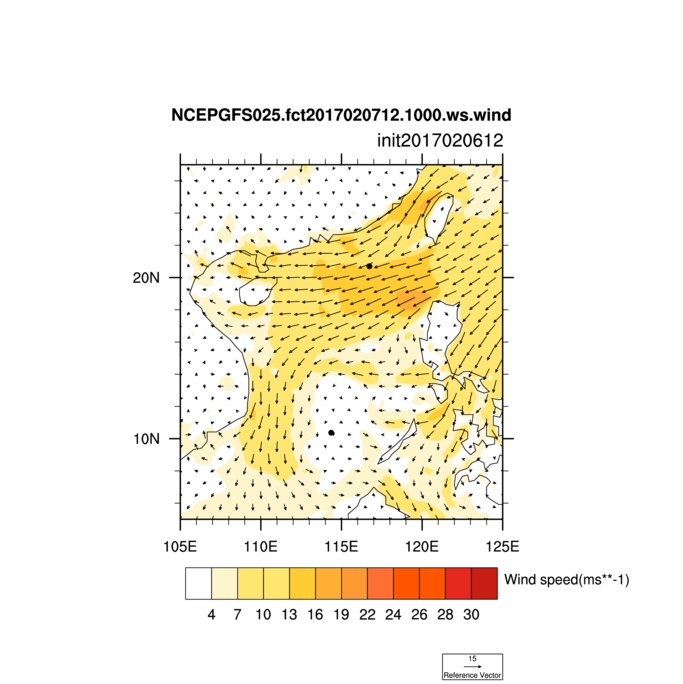 NCEPGFS025.fct2017020712.1000.ws.wind
init2017020612
20N
10N
105E 110E 115E 120E 125E
Wind speed(ms**-1)
4 7 10 13 16 19 22 24 26 28 30
15
Reference Vector